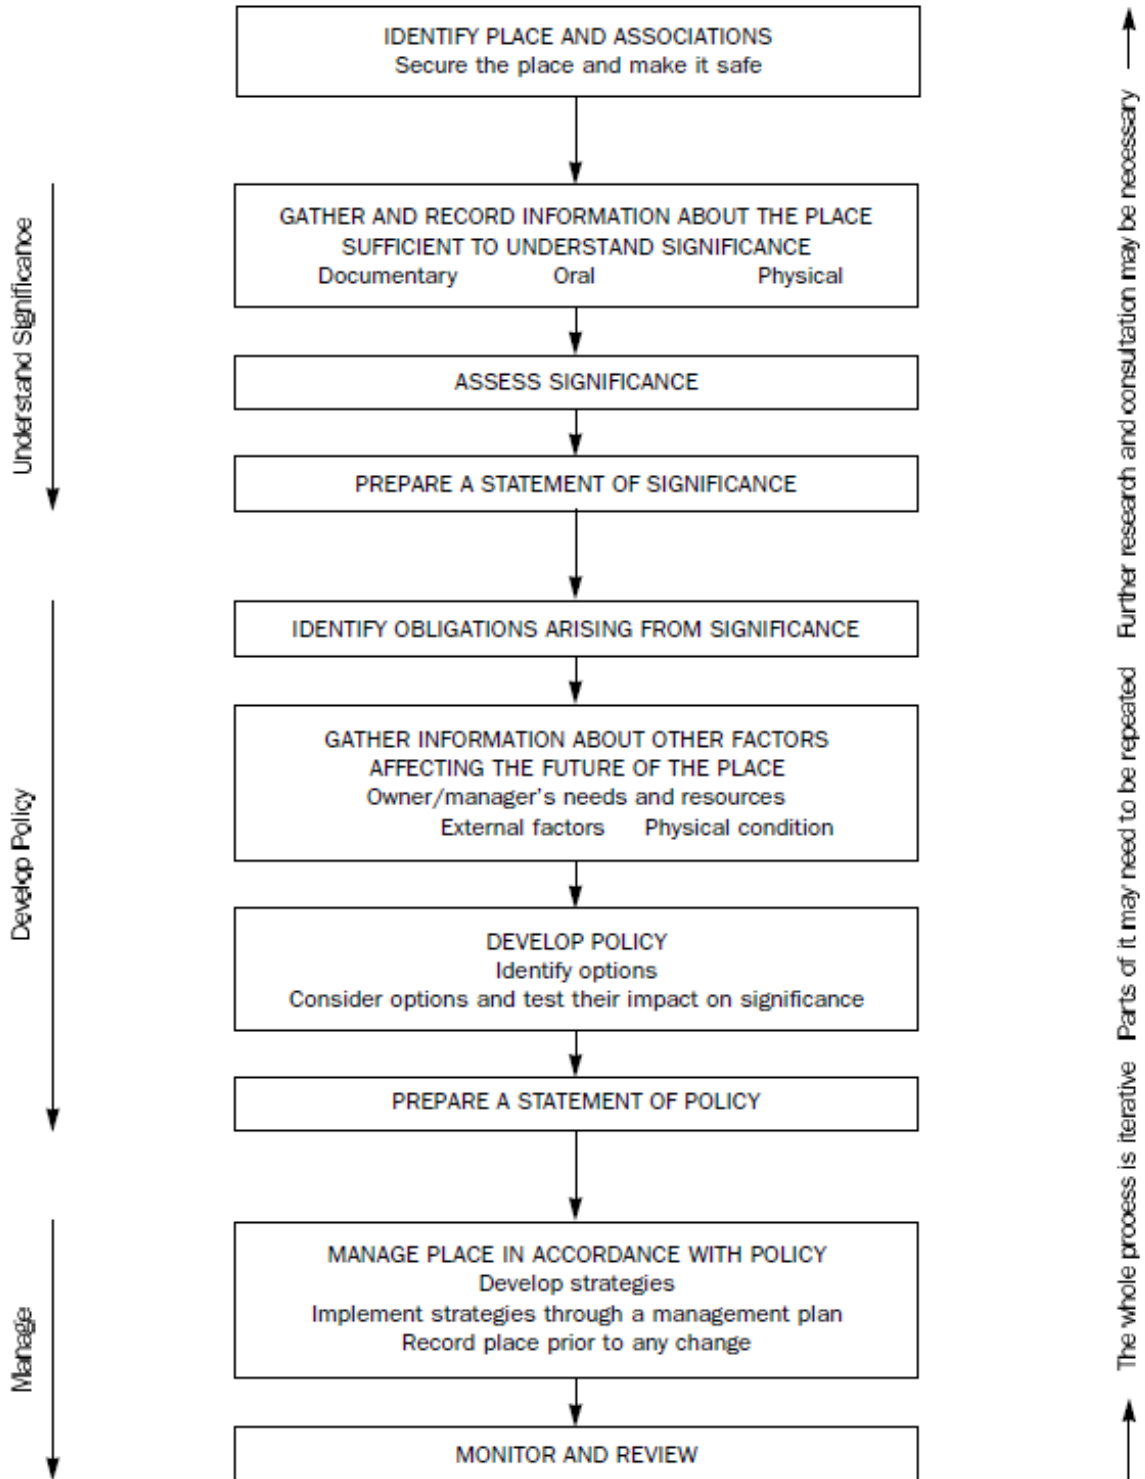 IDENTIFY PLACE AND ASSOCIATIONS
Secure the place and make it safe
Understand Significance
GATHER AND RECORD INFORMATION ABOUT THE PLACE
SUFFICIENT TO UNDERSTAND SIGNIFICANCE
Documentary Oral Physical
ASSESS SIGNIFICANCE
PREPARE A STATEMENT OF SIGNIFICANCE
Develop Policy
IDENTIFY OBLIGATIONS ARISING FROM SIGNIFICANCE
GATHER INFORMATION ABOUT OTHER FACTORS
AFFECTING THE FUTURE OF THE PLACE
Owner/manager's needs and resources
External factors Physical condition
DEVELOP POLICY
Identify options
Consider options and test their impact on significance
PREPARE A STATEMENT OF POLICY
Manage
MANAGE PLACE IN ACCORDANCE WITH POLICY
Develop strategies
Implement strategies through a management plan
Record place prior to any change
MONITOR AND REVIEW
The whole process is iterative Parts of it may need to be repeated Further research and consultation may be necessary